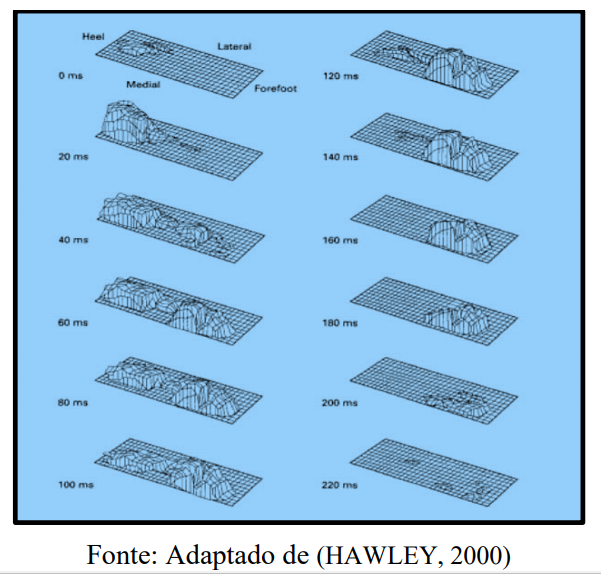 Heel
Lateral
0 ms
Medial
Forefoot
20 ms
40 ms
60 ms
80 ms
100 ms
120 ms
140 ms
160 ms
180 ms
200 ms
220 ms
Fonte: Adaptado de (HAWLEY, 2000)